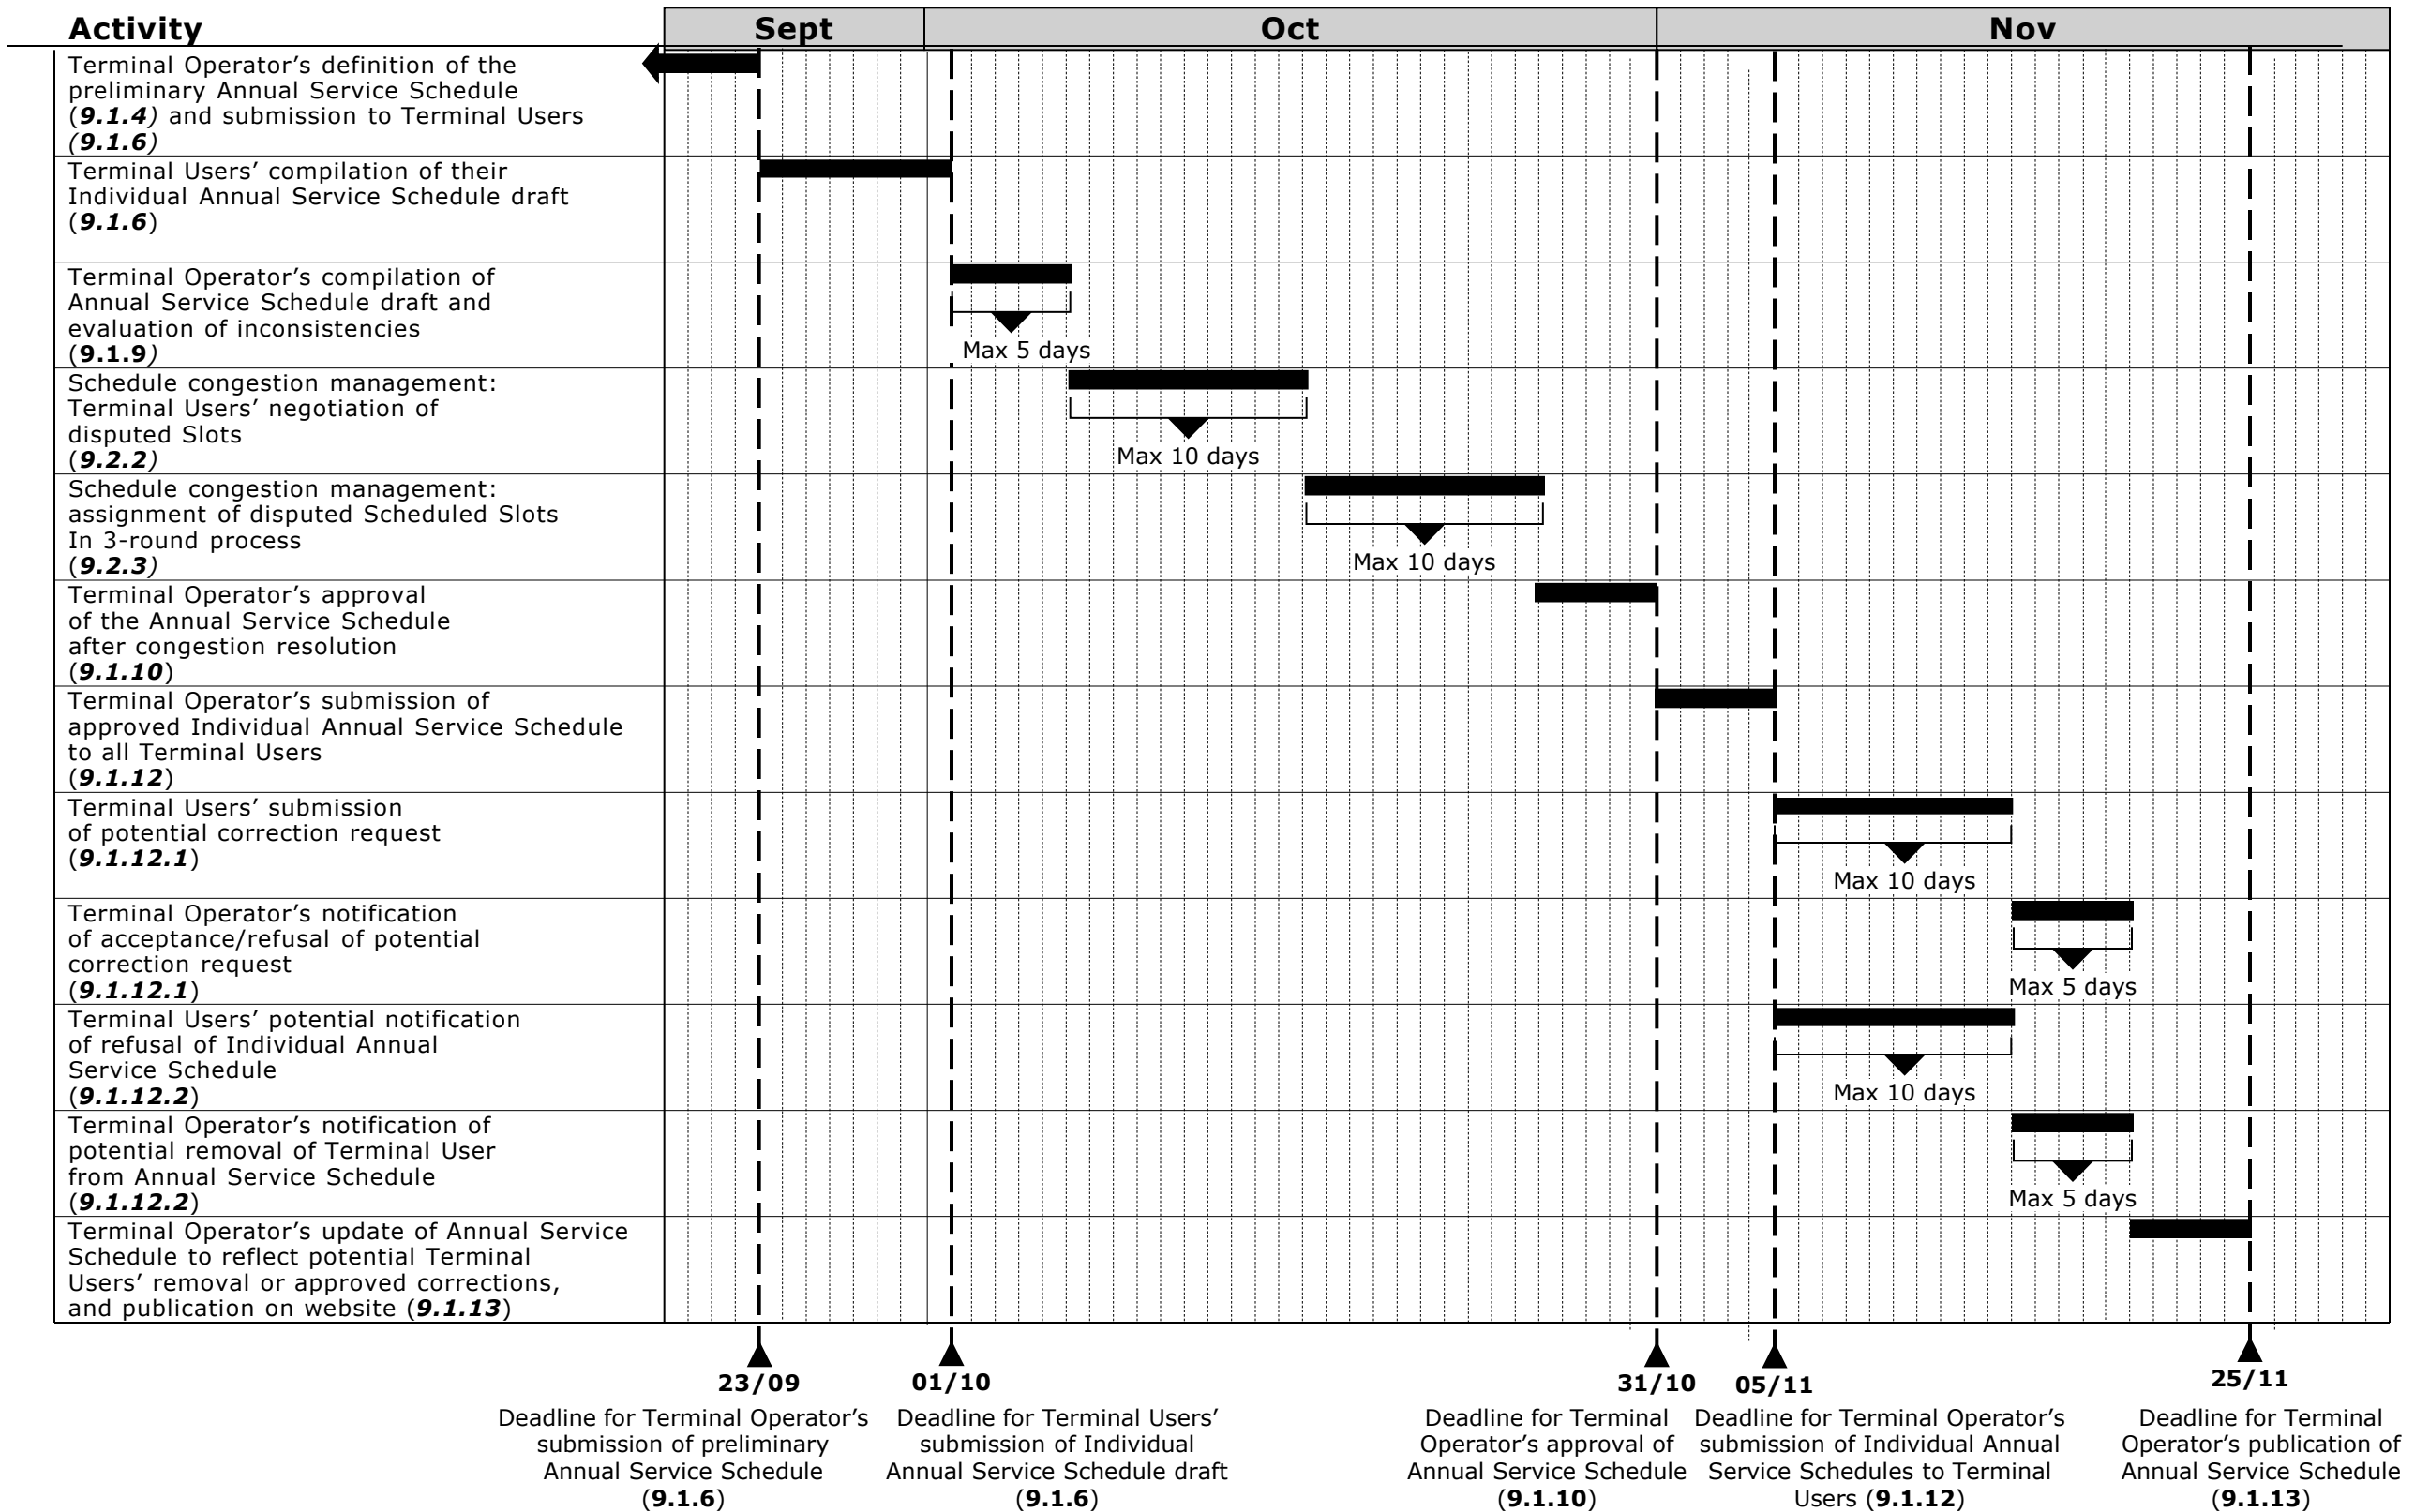 Activity
Sept
Oct
Nov
Terminal Operator’s definition of the
preliminary Annual Service Schedule
(9.1.4) and submission to Terminal Users
(9.1.6)
Terminal Users’ compilation of their
Individual Annual Service Schedule draft
(9.1.6)
Terminal Operator’s compilation of
Annual Service Schedule draft and
evaluation of inconsistencies
(9.1.9)
Max 5 days
Schedule congestion management:
Terminal Users’ negotiation of
disputed Slots
(9.2.2)
Max 10 days
Schedule congestion management:
assignment of disputed Scheduled Slots
In 3-round process
(9.2.3)
Max 10 days
Terminal Operator’s approval
of the Annual Service Schedule
after congestion resolution
(9.1.10)
Terminal Operator’s submission of
approved Individual Annual Service Schedule
to all Terminal Users
(9.1.12)
Terminal Users’ submission
of potential correction request
(9.1.12.1)
Max 10 days
Terminal Operator’s notification
of acceptance/refusal of potential
correction request
(9.1.12.1)
Max 5 days
Terminal Users’ potential notification
of refusal of Individual Annual
Service Schedule
(9.1.12.2)
Max 10 days
Terminal Operator’s notification of
potential removal of Terminal User
from Annual Service Schedule
(9.1.12.2)
Max 5 days
Terminal Operator’s update of Annual Service
Schedule to reflect potential Terminal
Users’ removal or approved corrections,
and publication on website (9.1.13)
23/09
Deadline for Terminal Operator’s
submission of preliminary
Annual Service Schedule
(9.1.6)
01/10
Deadline for Terminal Users’
submission of Individual
Annual Service Schedule draft
(9.1.6)
31/10
Deadline for Terminal
Operator’s approval of
Annual Service Schedule
(9.1.10)
05/11
Deadline for Terminal Operator’s
submission of Individual Annual
Service Schedules to Terminal
Users (9.1.12)
25/11
Deadline for Terminal
Operator’s publication of
Annual Service Schedule
(9.1.13)